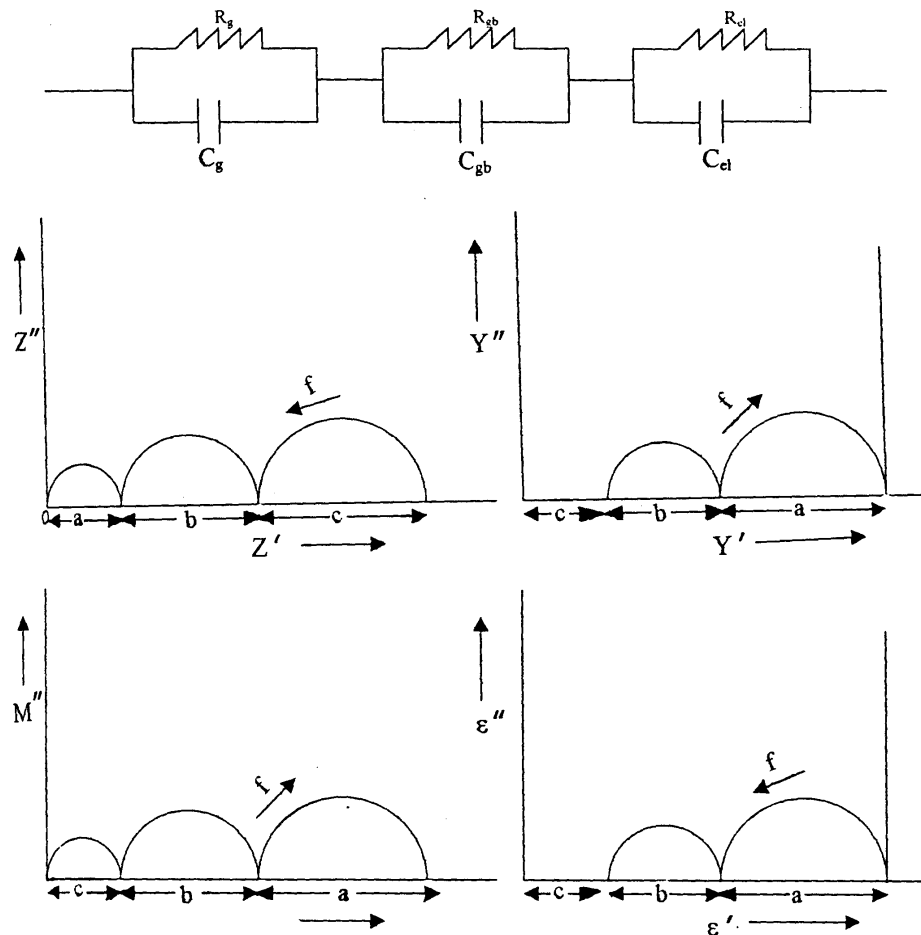 Rg Rgb Rel
Cg Cgb Cel
Z″ Y″
f f
0 a b c c b a
Z′ Y′
M″ ε″
f f
c b a c b a
ε′